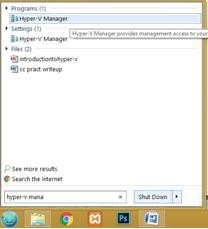 Programs (1)
Hyper-V Manager
Settings (1)
Hyper-V Manager
Hyper-V Manager provides management access to your
Files (2)
introductiontohyper-v
cc pract writeup
See more results
Search the Internet
hyper-v mana
Shut Down
Ps